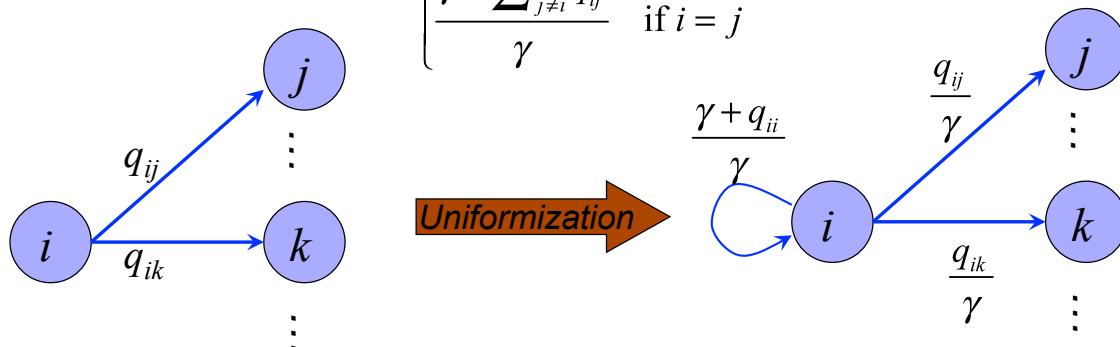 Σ j≠i
γ
if i = j
j
⋮
q_ij
i
q_ik
k
⋮
Uniformization
γ + q_ii
γ
i
q_ij
γ
j
⋮
k
q_ik
γ
⋮